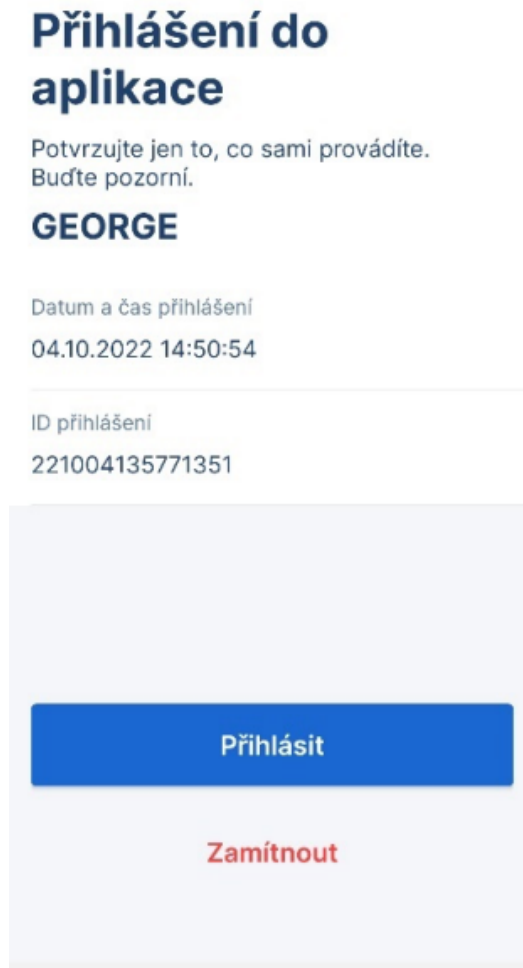 Přihlášení do
aplikace
Potvrzujte jen to, co sami provádíte.
Buďte pozorní.
GEORGE
Datum a čas přihlášení
04.10.2022 14:50:54
ID přihlášení
221004135771351
Přihlásit
Zamítnout